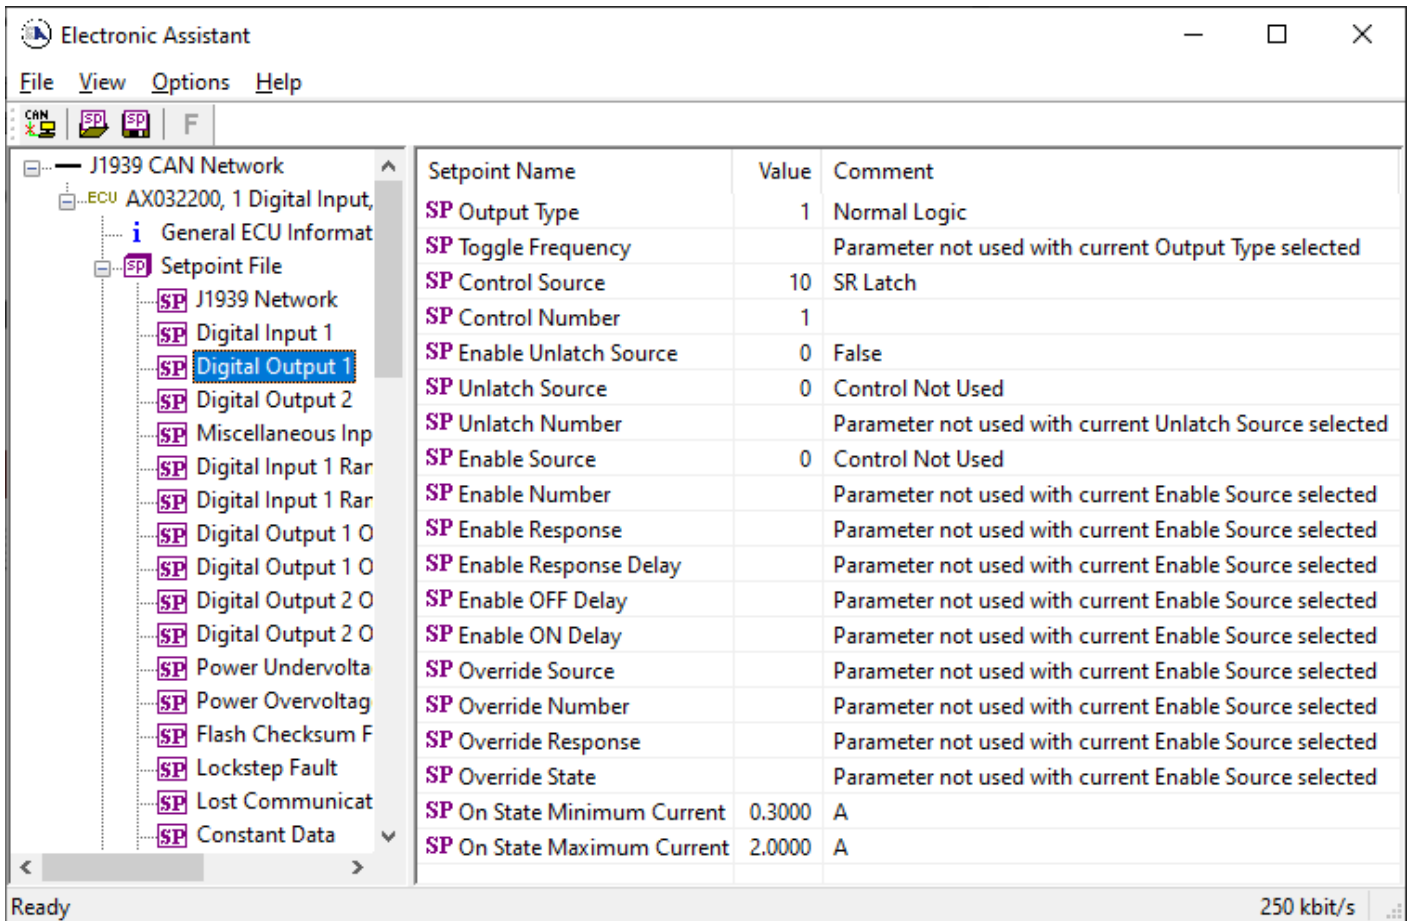 Electronic Assistant
File View Options Help
CAN SP SP F
J1939 CAN Network
ECU AX032200, 1 Digital Input,
i General ECU Informat
SP Setpoint File
SP J1939 Network
SP Digital Input 1
SP Digital Output 1
SP Digital Output 2
SP Miscellaneous Inp
SP Digital Input 1 Ran
SP Digital Input 1 Ran
SP Digital Output 1 O
SP Digital Output 1 O
SP Digital Output 2 O
SP Digital Output 2 O
SP Power Undervolta
SP Power Overvoltag
SP Flash Checksum F
SP Lockstep Fault
SP Lost Communicat
SP Constant Data
Setpoint Name Value Comment
SP Output Type 1 Normal Logic
SP Toggle Frequency Parameter not used with current Output Type selected
SP Control Source 10 SR Latch
SP Control Number 1
SP Enable Unlatch Source 0 False
SP Unlatch Source 0 Control Not Used
SP Unlatch Number Parameter not used with current Unlatch Source selected
SP Enable Source 0 Control Not Used
SP Enable Number Parameter not used with current Enable Source selected
SP Enable Response Parameter not used with current Enable Source selected
SP Enable Response Delay Parameter not used with current Enable Source selected
SP Enable OFF Delay Parameter not used with current Enable Source selected
SP Enable ON Delay Parameter not used with current Enable Source selected
SP Override Source Parameter not used with current Enable Source selected
SP Override Number Parameter not used with current Enable Source selected
SP Override Response Parameter not used with current Enable Source selected
SP Override State Parameter not used with current Enable Source selected
SP On State Minimum Current 0.3000 A
SP On State Maximum Current 2.0000 A
Ready 250 kbit/s